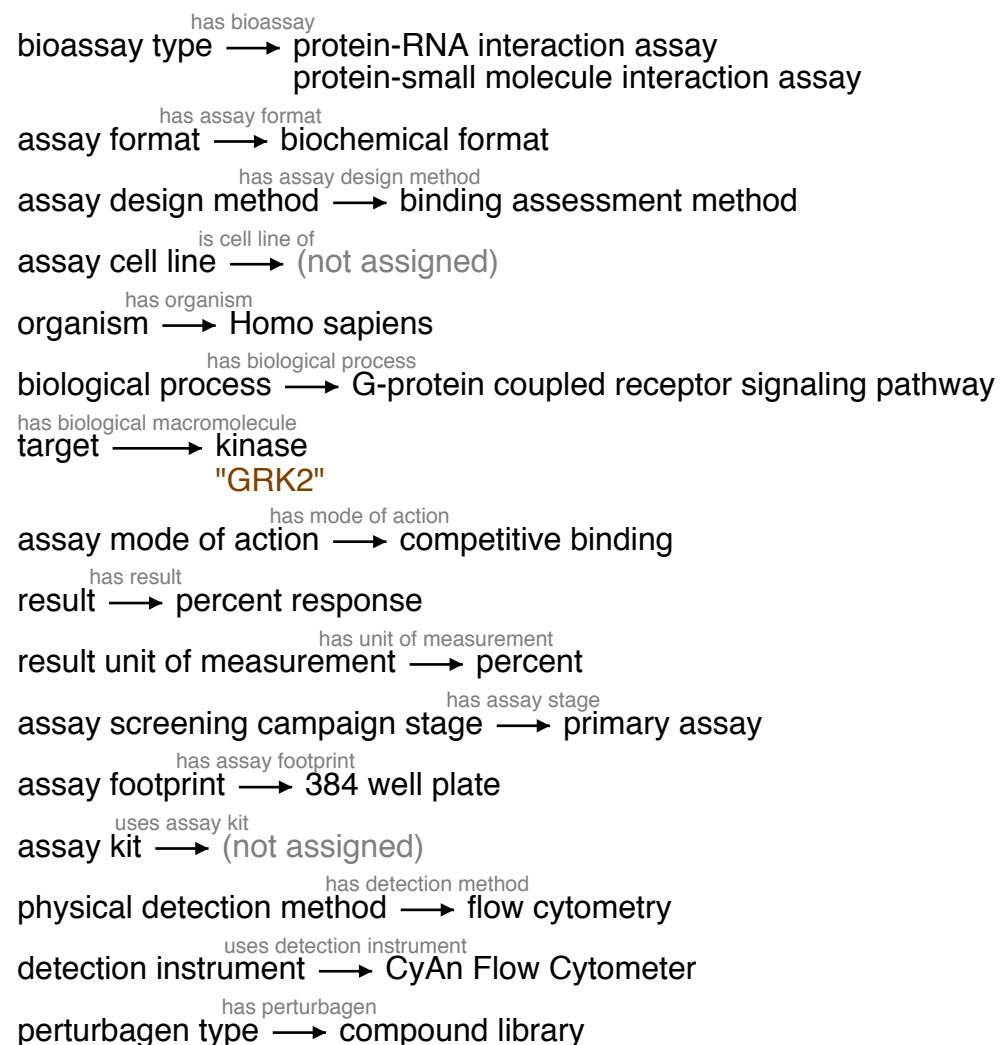 has bioassay
bioassay type → protein-RNA interaction assay
protein-small molecule interaction assay
has assay format
assay format → biochemical format
has assay design method
assay design method → binding assessment method
is cell line of
assay cell line → (not assigned)
has organism
organism → Homo sapiens
has biological process
biological process → G-protein coupled receptor signaling pathway
has biological macromolecule
target → kinase
"GRK2"
has mode of action
assay mode of action → competitive binding
has result
result → percent response
has unit of measurement
result unit of measurement → percent
has assay stage
assay screening campaign stage → primary assay
has assay footprint
assay footprint → 384 well plate
uses assay kit
assay kit → (not assigned)
has detection method
physical detection method → flow cytometry
uses detection instrument
detection instrument → CyAn Flow Cytometer
has perturbagen
perturbagen type → compound library